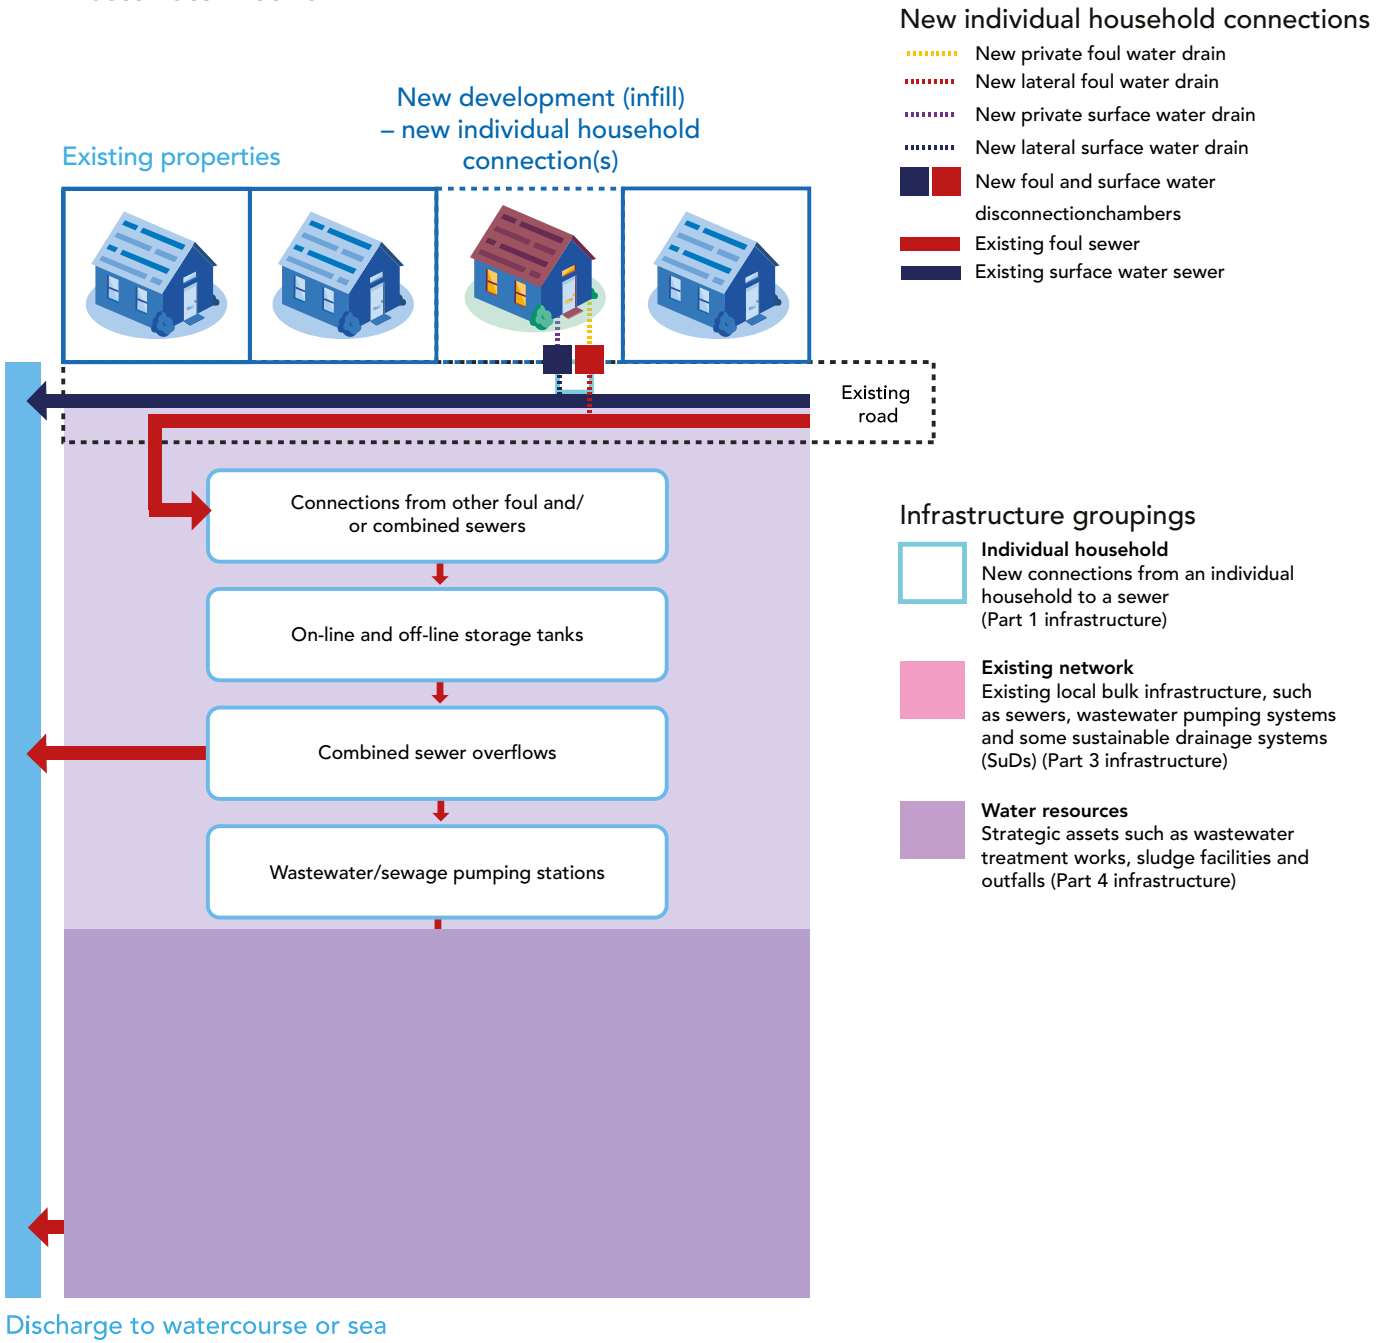 New individual household connections
New private foul water drain
New lateral foul water drain
New private surface water drain
New lateral surface water drain
New foul and surface water
disconnectionchambers
Existing foul sewer
Existing surface water sewer
New development (infill)
– new individual household
connection(s)
Existing properties
Existing
road
Connections from other foul and/
or combined sewers
On-line and off-line storage tanks
Combined sewer overflows
Wastewater/sewage pumping stations
Infrastructure groupings
Individual household
New connections from an individual
household to a sewer
(Part 1 infrastructure)
Existing network
Existing local bulk infrastructure, such
as sewers, wastewater pumping systems
and some sustainable drainage systems
(SuDs) (Part 3 infrastructure)
Water resources
Strategic assets such as wastewater
treatment works, sludge facilities and
outfalls (Part 4 infrastructure)
Discharge to watercourse or sea